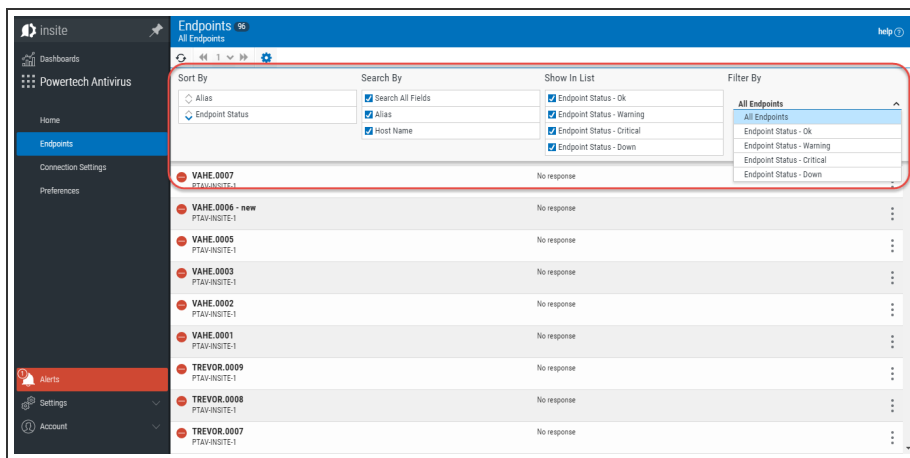 insite
Endpoints 96
All Endpoints
help ?
Dashboards
1
Powertech Antivirus
Home
Endpoints
Connection Settings
Preferences
Sort By
Alias
Endpoint Status
Search By
Search All Fields
Alias
Host Name
Show In List
Endpoint Status - Ok
Endpoint Status - Warning
Endpoint Status - Critical
Endpoint Status - Down
Filter By
All Endpoints
All Endpoints
Endpoint Status - Ok
Endpoint Status - Warning
Endpoint Status - Critical
Endpoint Status - Down
VAHE.0007 No response
PTAV-INSITE-1
VAHE.0006 - new No response
PTAV-INSITE-1
VAHE.0005 No response
PTAV-INSITE-1
VAHE.0003 No response
PTAV-INSITE-1
VAHE.0002 No response
PTAV-INSITE-1
VAHE.0001 No response
PTAV-INSITE-1
TREVOR.0009 No response
PTAV-INSITE-1
TREVOR.0008 No response
PTAV-INSITE-1
TREVOR.0007 No response
PTAV-INSITE-1
1
Alerts
Settings
Account